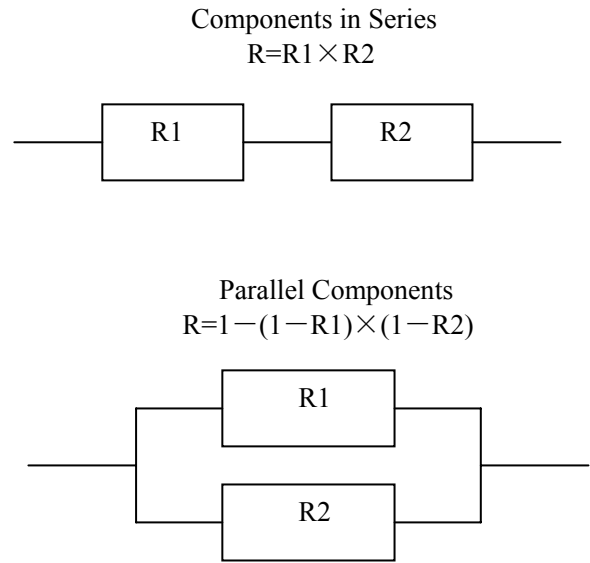 Components in Series
R=R1×R2
R1 R2
Parallel Components
R=1－(1－R1)×(1－R2)
R1
R2